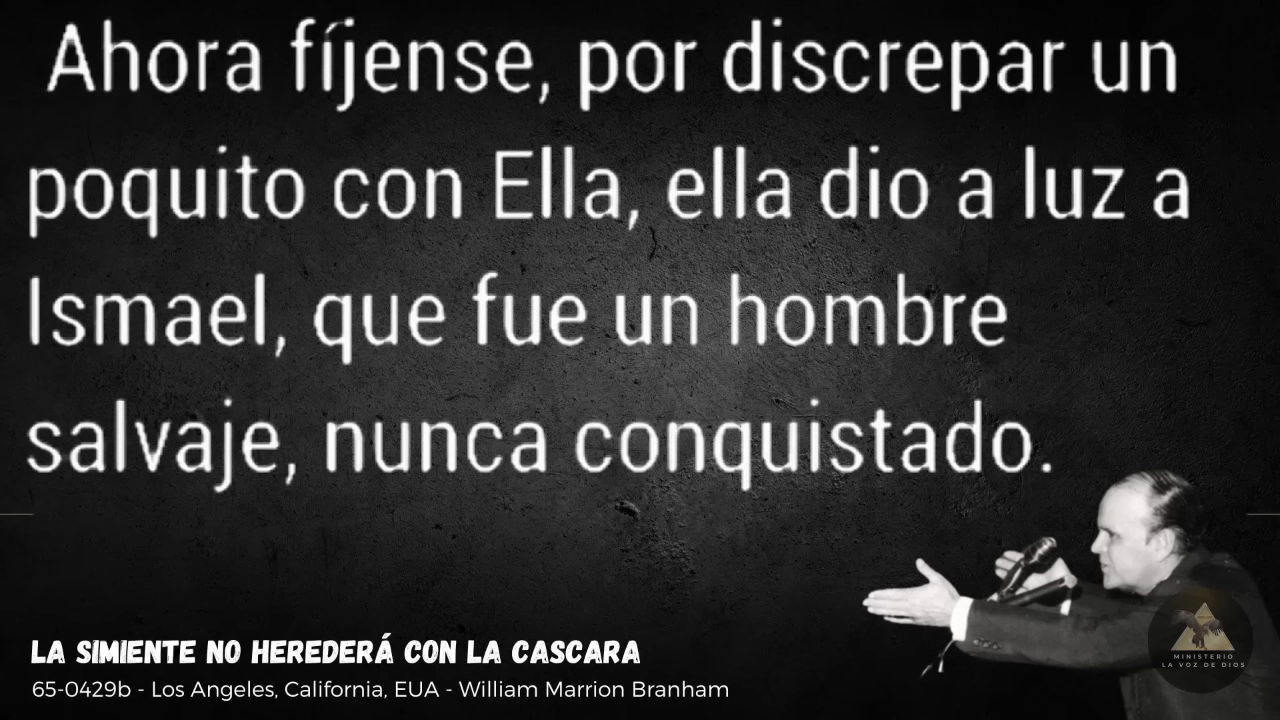 Ahora fíjense, por discrepar un
poquito con Ella, ella dio a luz a
Ismael, que fue un hombre
salvaje, nunca conquistado.
LA SIMIENTE NO HEREDERÁ CON LA CASCARA
65-0429b - Los Angeles, California, EUA - William Marrion Branham
MINISTERIO
LA VOZ DE DIOS